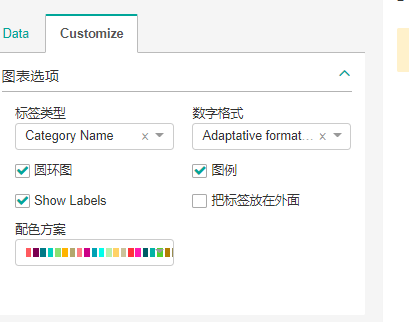 Data
Customize
图表选项
标签类型
数字格式
Category Name
Adaptative format...
圆环图
图例
Show Labels
把标签放在外面
配色方案